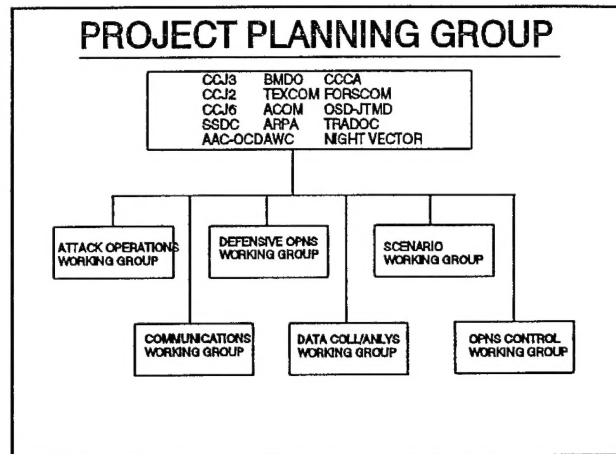 PROJECT PLANNING GROUP
CCJ3 BMDO CCCA
CCJ2 TEXCOM FORSCOM
CCJ6 ACOM OSD-JTMD
SSDC ARPA TRADOC
AAC-OCDAWC NIGHT VECTOR
ATTACK OPERATIONS
WORKING GROUP
DEFENSIVE OPNS
WORKING GROUP
SCENARIO
WORKING GROUP
COMMUNICATIONS
WORKING GROUP
DATA COLL/ANLYS
WORKING GROUP
OPNS CONTROL
WORKING GROUP